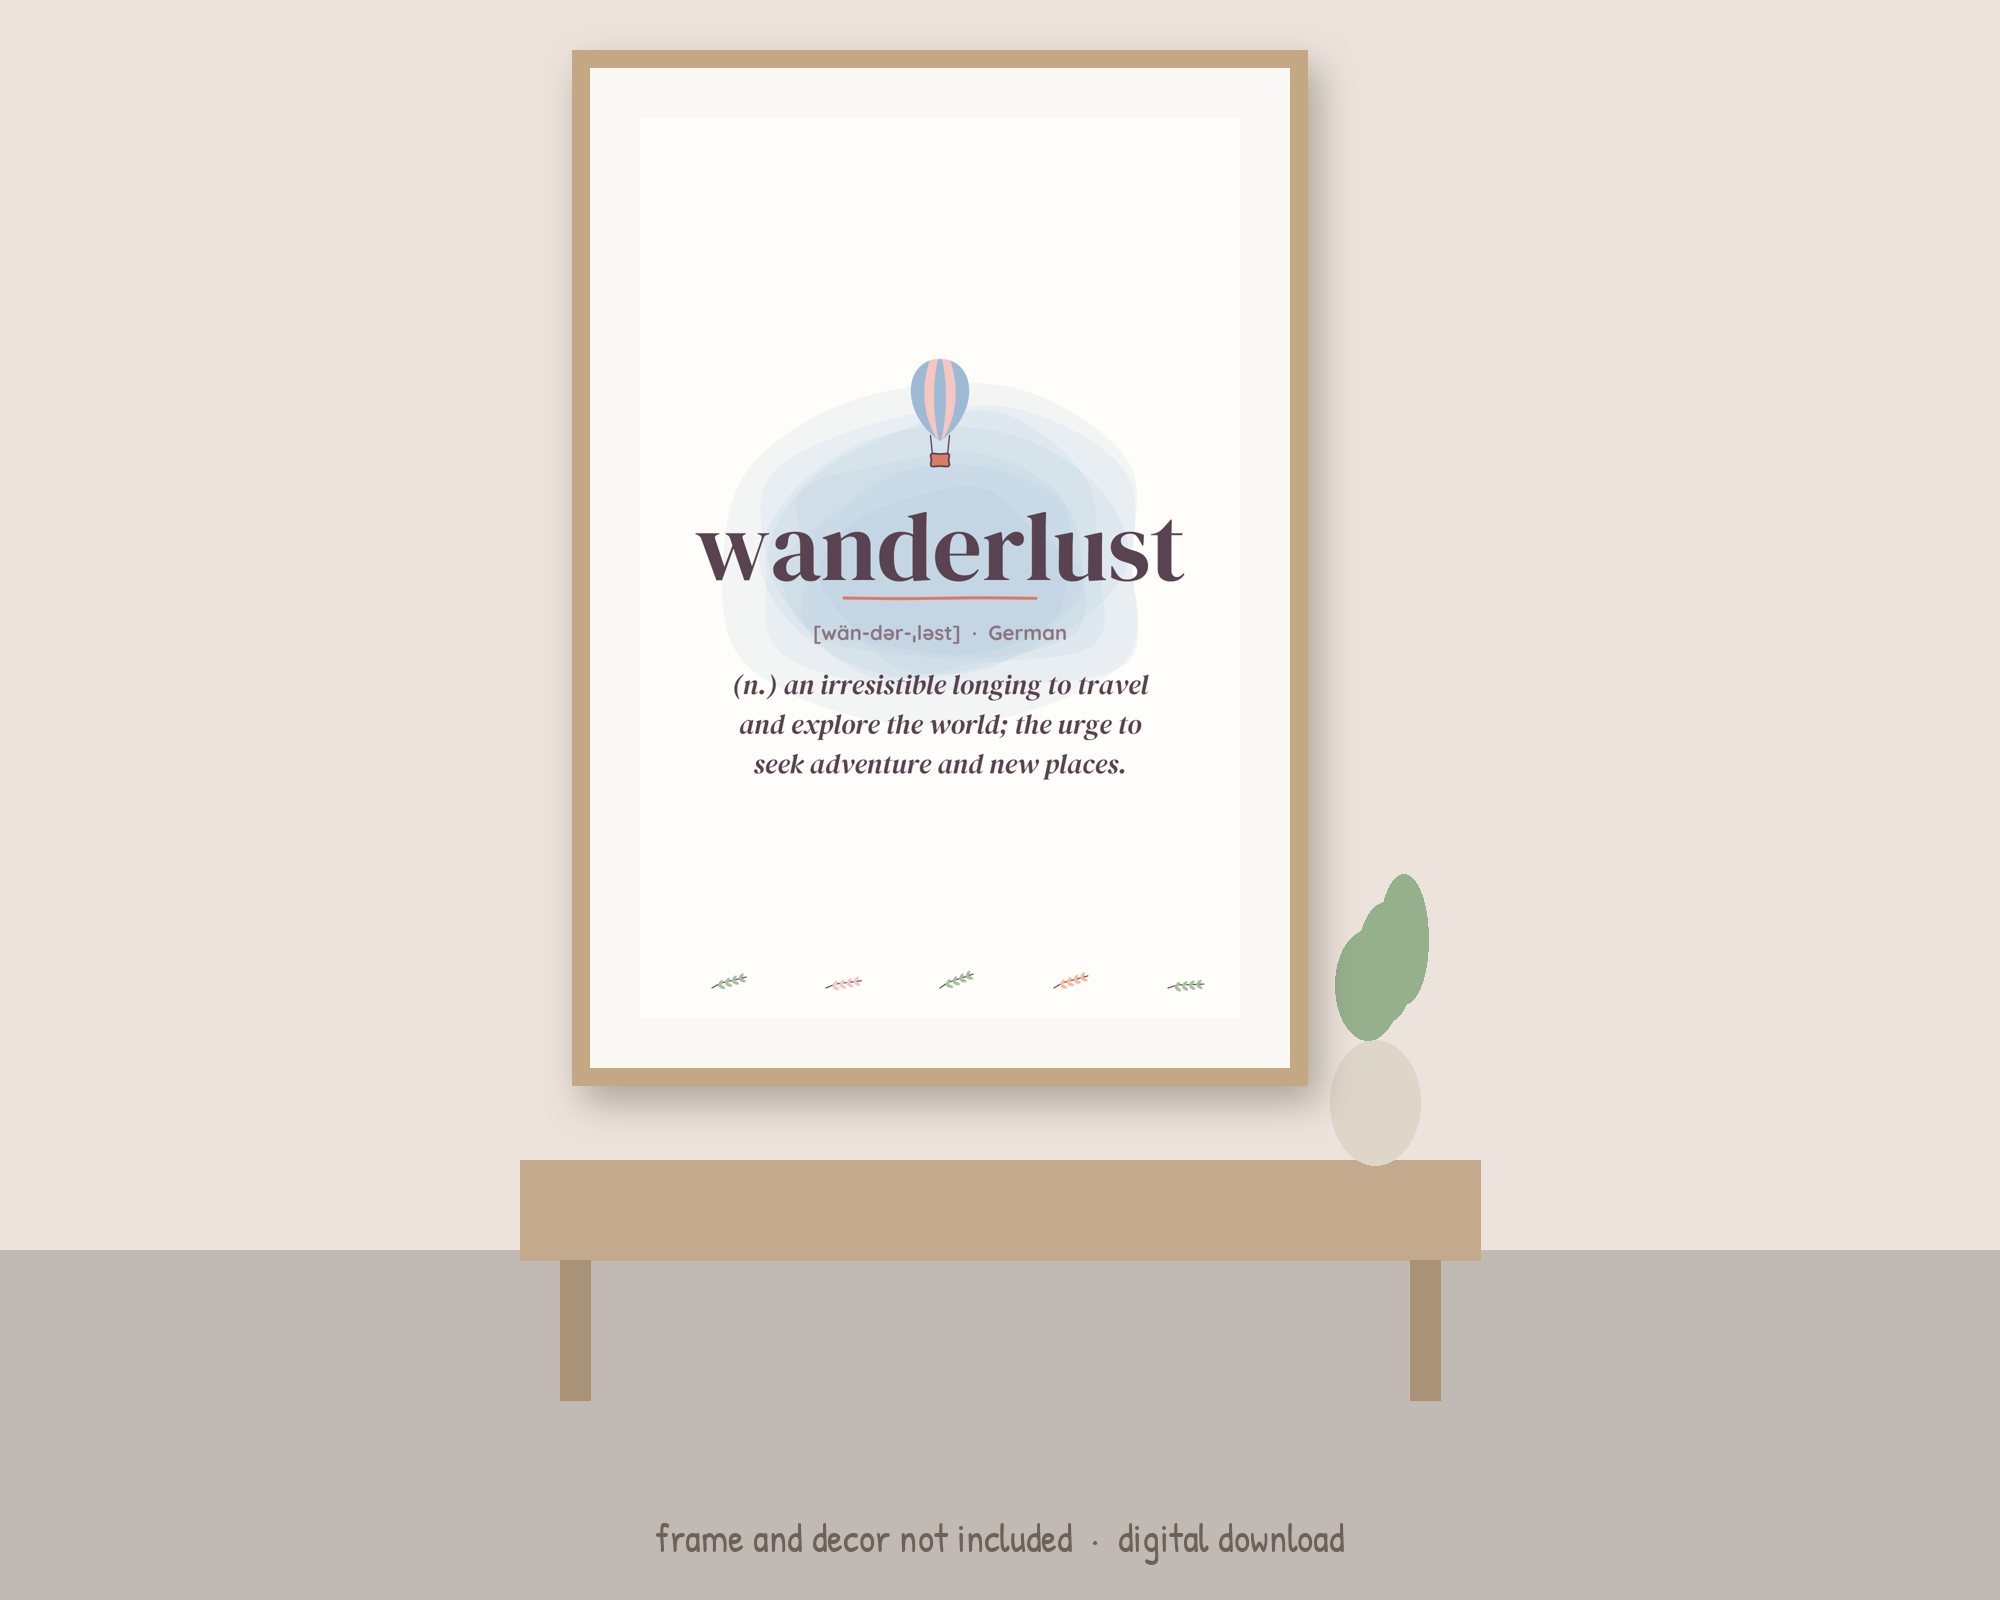 wanderlust
[wän-dər-ˌləst] · German
(n.) an irresistible longing to travel
and explore the world; the urge to
seek adventure and new places.
frame and decor not included · digital download